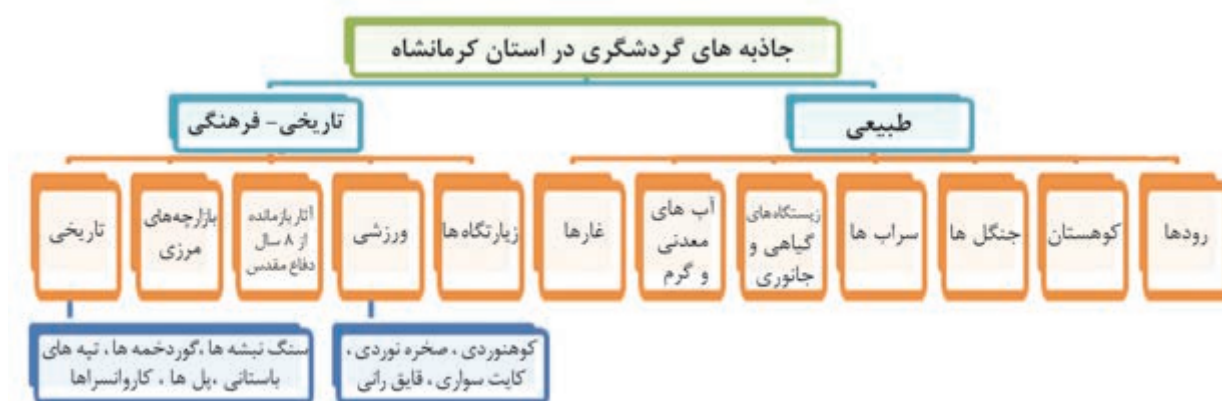 جاذبه های گردشگری در استان کرمانشاه
طبیعی
تاریخی- فرهنگی
رودها
کوهستان
جنگل ها
سراب ها
زیستگاه‌های
گیاهی و
جانوری
آب های
معدنی
و گرم
غارها
زیارتگاه‌ها
ورزشی
آثار بازمانده
از ۸ سال
دفاع مقدس
بازارچه‌های
مرزی
تاریخی
کوهنوردی ، صخره نوردی ،
کایت سواری ، قایق رانی
سنگ نبشه ها ،گوردخمه ها ، تپه های
باستانی ،پل ها ، کاروانسراها